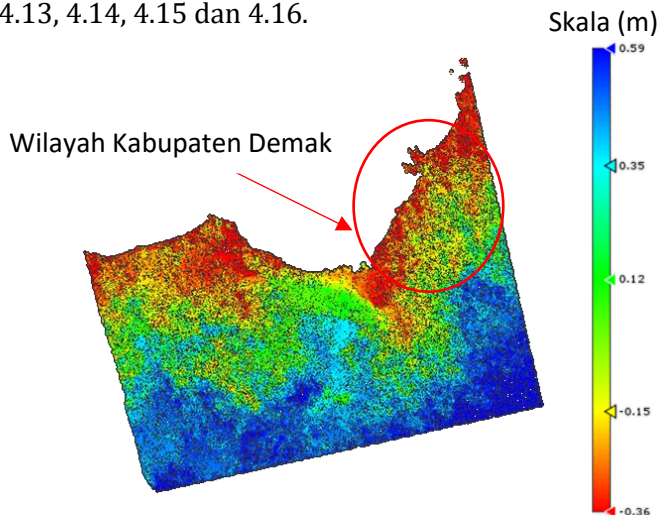 4.13, 4.14, 4.15 dan 4.16.
Skala (m)
0.59
Wilayah Kabupaten Demak
0.35
0.12
-0.15
-0.36